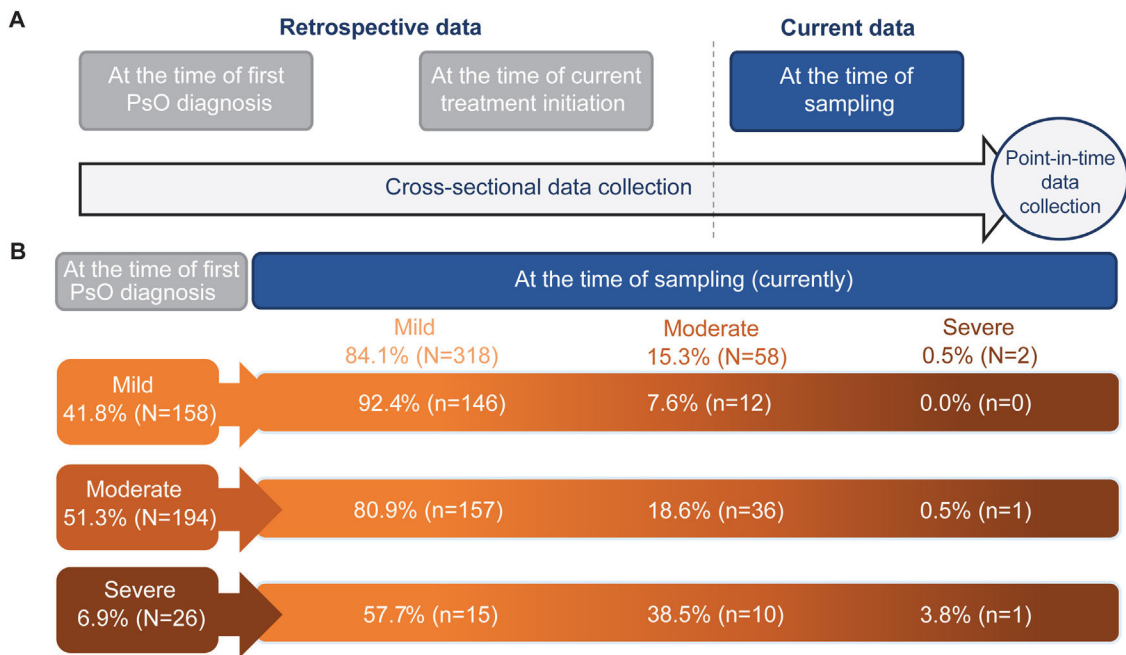 A
Retrospective data
Current data
At the time of first
PsO diagnosis
At the time of current
treatment initiation
At the time of
sampling
Cross-sectional data collection
Point-in-time
data
collection
B
At the time of first
PsO diagnosis
At the time of sampling (currently)
Mild
84.1% (N=318)
Moderate
15.3% (N=58)
Severe
0.5% (N=2)
Mild
41.8% (N=158)
92.4% (n=146)
7.6% (n=12)
0.0% (n=0)
Moderate
51.3% (N=194)
80.9% (n=157)
18.6% (n=36)
0.5% (n=1)
Severe
6.9% (N=26)
57.7% (n=15)
38.5% (n=10)
3.8% (n=1)